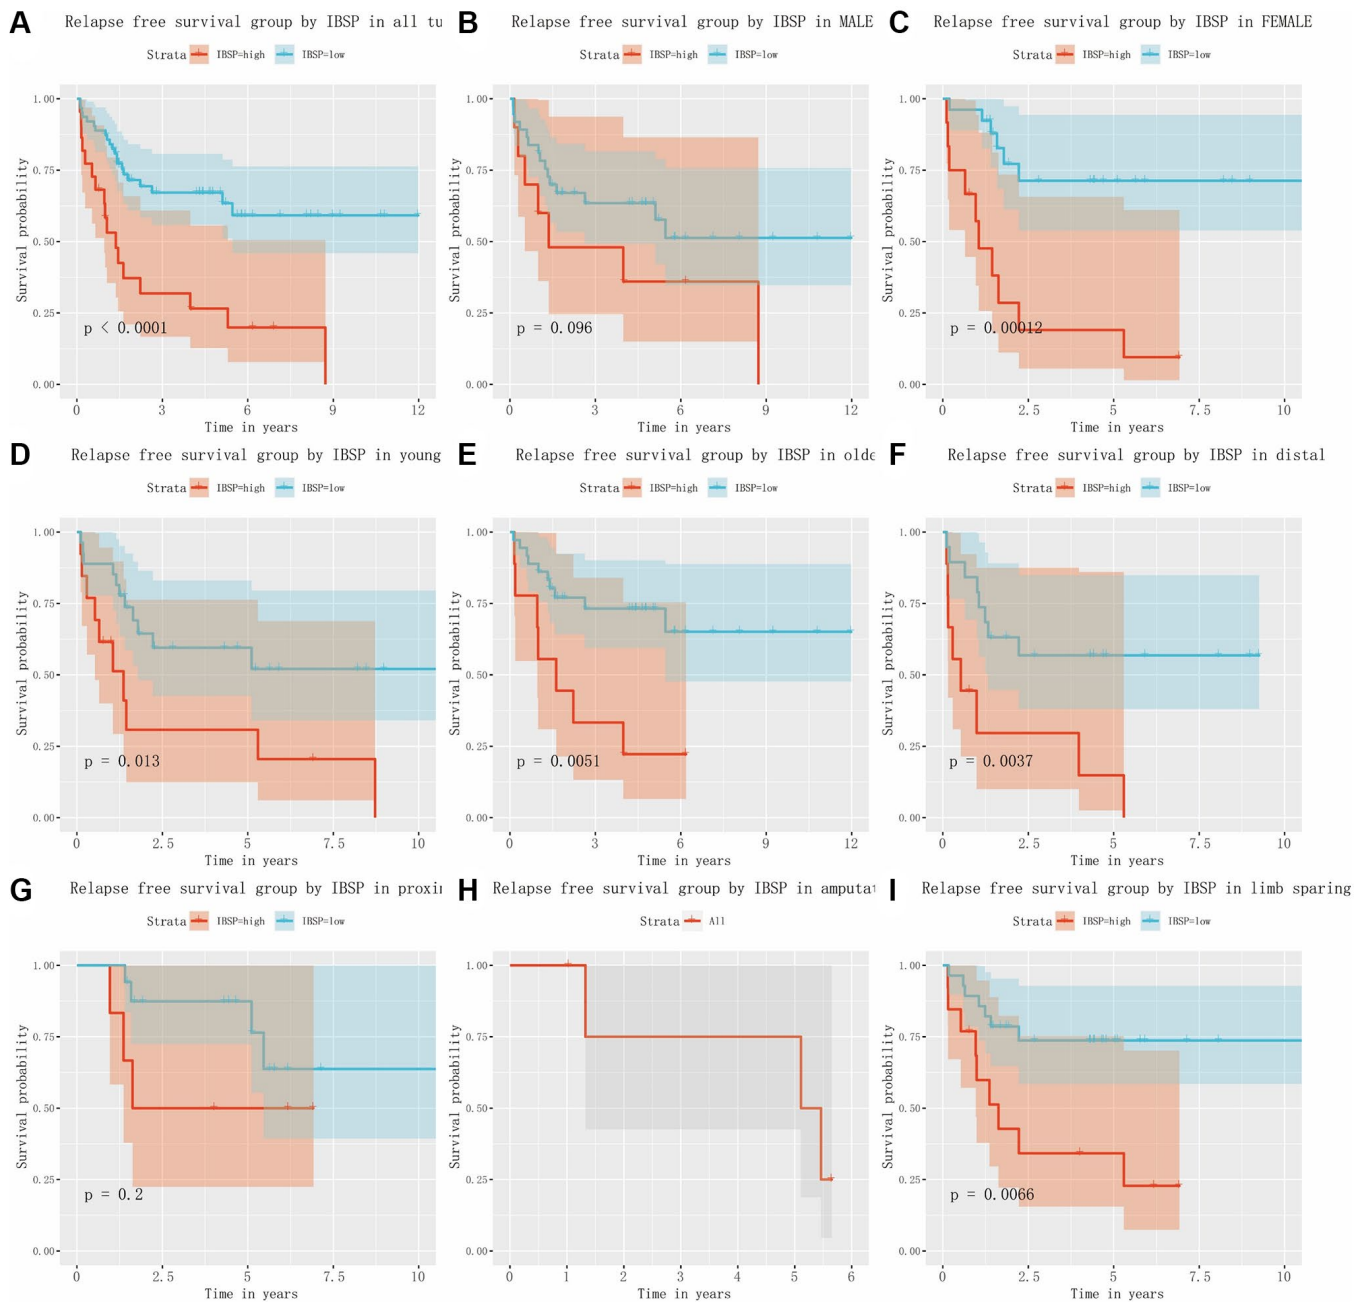 A Relapse free survival group by IBSP in all tu
Strata IBSP=high IBSP=low
Survival probability
1.00
0.75
0.50
0.25
0.00
p < 0.0001
0 3 6 9 12
Time in years
B Relapse free survival group by IBSP in MALE
Strata IBSP=high IBSP=low
Survival probability
1.00
0.75
0.50
0.25
0.00
p = 0.096
0 3 6 9 12
Time in years
C Relapse free survival group by IBSP in FEMALE
Strata IBSP=high IBSP=low
Survival probability
1.00
0.75
0.50
0.25
0.00
p = 0.00012
0 2.5 5 7.5 10
Time in years
D Relapse free survival group by IBSP in young
Strata IBSP=high IBSP=low
Survival probability
1.00
0.75
0.50
0.25
0.00
p = 0.013
0 2.5 5 7.5 10
Time in years
E Relapse free survival group by IBSP in olde
Strata IBSP=high IBSP=low
Survival probability
1.00
0.75
0.50
0.25
0.00
p = 0.0051
0 3 6 9 12
Time in years
F Relapse free survival group by IBSP in distal
Strata IBSP=high IBSP=low
Survival probability
1.00
0.75
0.50
0.25
0.00
p = 0.0037
0 2.5 5 7.5 10
Time in years
G Relapse free survival group by IBSP in proxim
Strata IBSP=high IBSP=low
Survival probability
1.00
0.75
0.50
0.25
0.00
p = 0.2
0 2.5 5 7.5 10
Time in years
H Relapse free survival group by IBSP in amputat
Strata All
Survival probability
1.00
0.75
0.50
0.25
0.00
0 1 2 3 4 5 6
Time in years
I Relapse free survival group by IBSP in limb sparing
Strata IBSP=high IBSP=low
Survival probability
1.00
0.75
0.50
0.25
0.00
p = 0.0066
0 2.5 5 7.5 10
Time in years